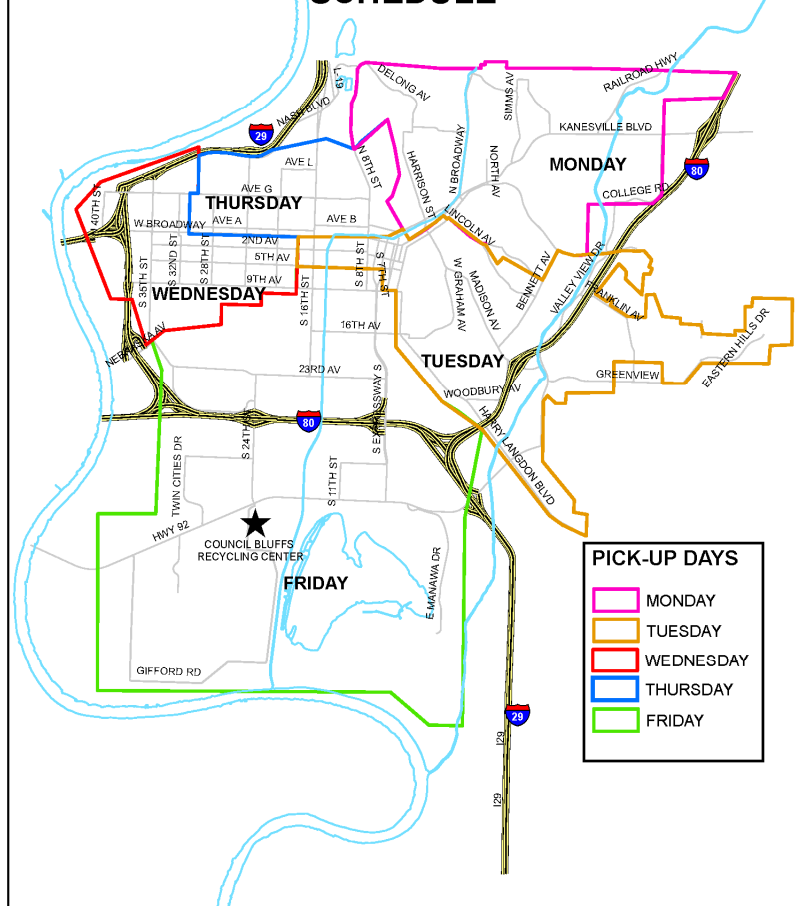 SCHEDULE
L-19
DELONG AV
RAILROAD HWY
SIMMS AV
NASH BLVD
29
KANESVILLE BLVD
N BROADWAY
AVE L
N 8TH ST
HARRISON ST
NORTH AV
MONDAY
80
AVE G
N 40TH ST
THURSDAY
COLLEGE RD
LINCOLN AV
AVE A
AVE B
W BROADWAY
2ND AV
5TH AV
S 35TH ST
S 32ND ST
S 28TH ST
S 8TH ST
S 7TH ST
W GRAHAM AV
MADISON AV
BENNETT AV
VALLEY VIEW DR
9TH AV
WEDNESDAY
S 16TH ST
FRANKLIN AV
16TH AV
NEBRASKA AV
TUESDAY
EASTERN HILLS DR
23RD AV
GREENVIEW
WOODBURY AV
S 24TH ST
80
S EXPRESSWAY S
HARRY LANGDON BLVD
TWIN CITIES DR
S 11TH ST
HWY 92
COUNCIL BLUFFS
RECYCLING CENTER
FRIDAY
E MANAWA DR
GIFFORD RD
PICK-UP DAYS
MONDAY
TUESDAY
WEDNESDAY
THURSDAY
FRIDAY
29
I29
I29